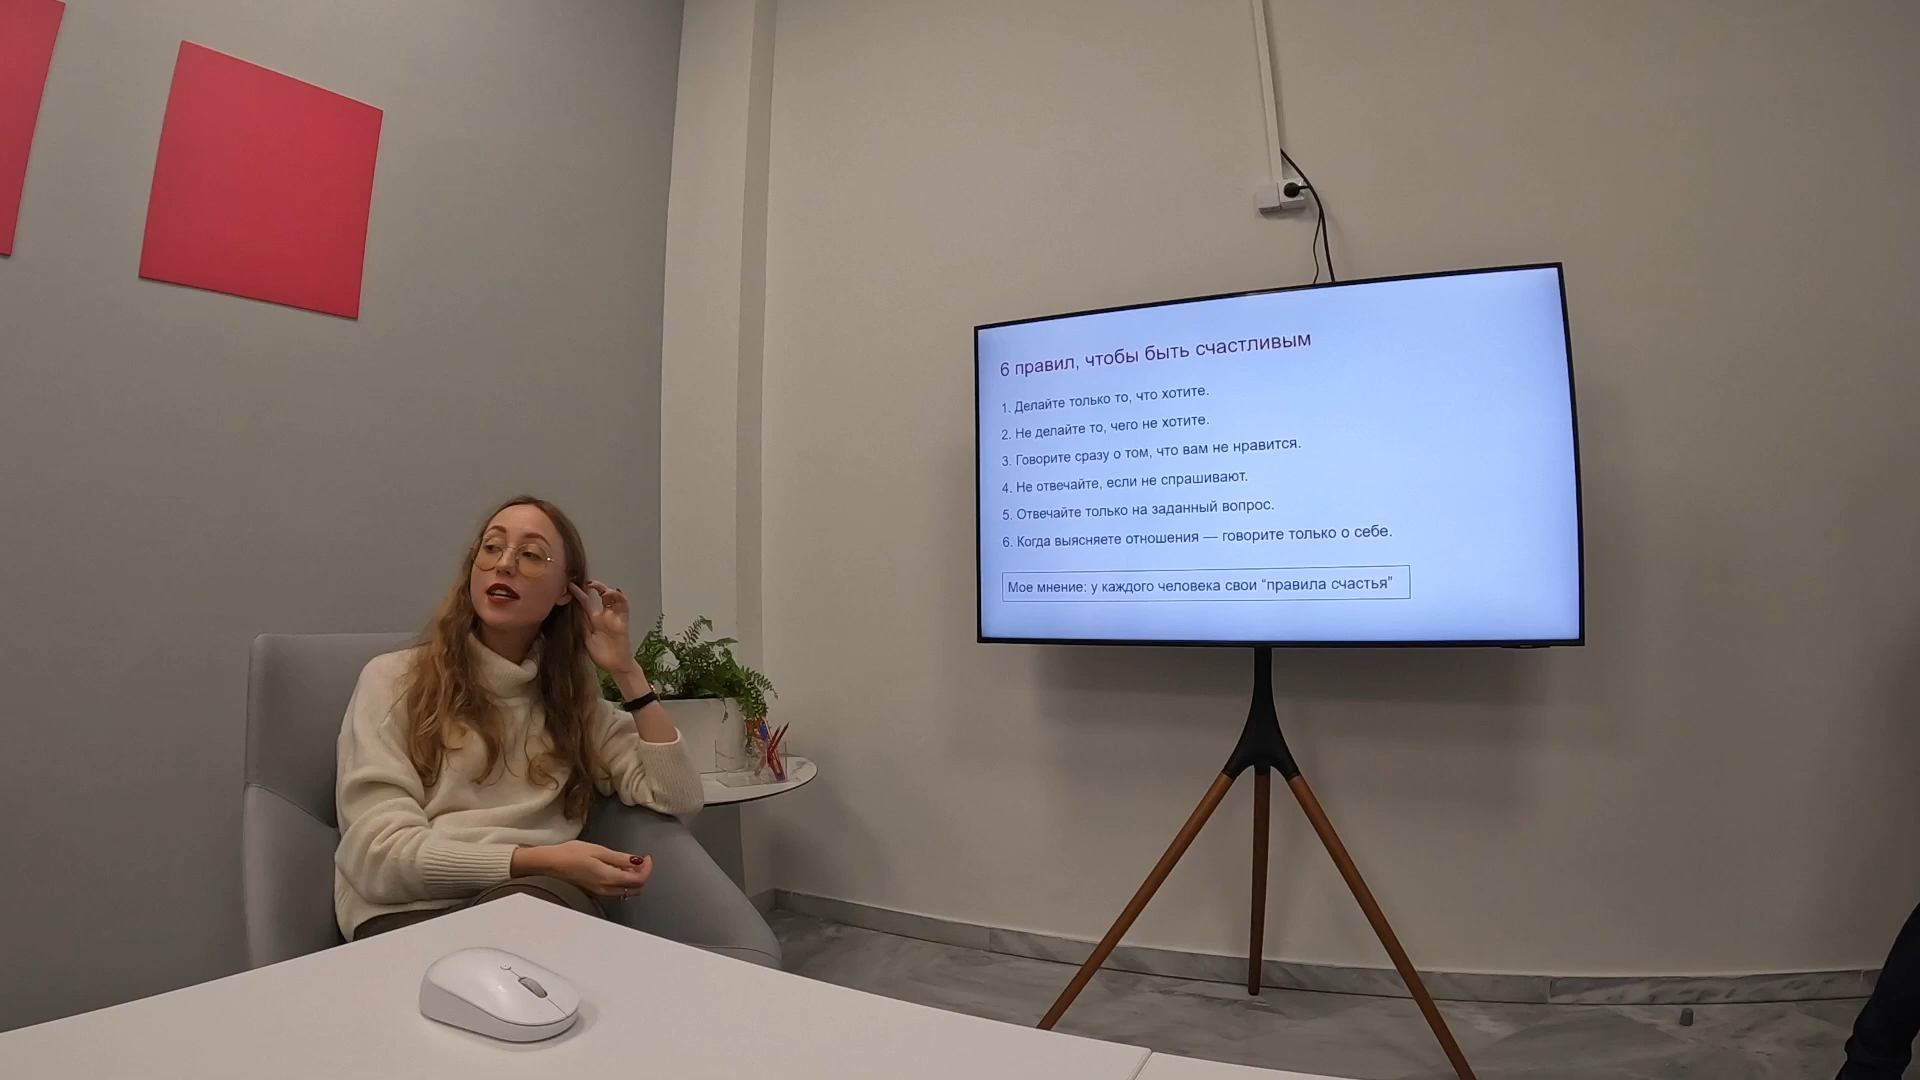 6 правил, чтобы быть счастливым
1. Делайте только то, что хотите.
2. Не делайте то, чего не хотите.
3. Говорите сразу о том, что вам не нравится.
4. Не отвечайте, если не спрашивают.
5. Отвечайте только на заданный вопрос.
6. Когда выясняете отношения — говорите только о себе.
Мое мнение: у каждого человека свои “правила счастья”